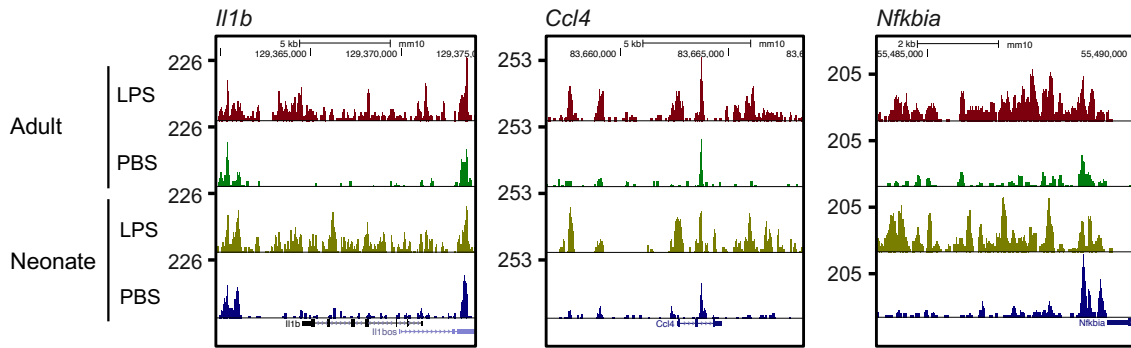 Il1b Ccl4 Nfkbia
5 kb mm10 5 kb mm10 2 kb mm10
129,365,000 129,370,000 129,375,0 83,660,000 83,665,000 83,6 55,485,000 55,490,000
226 253 205
LPS
Adult
226 253 205
PBS
226 253 205
LPS
Neonate
226 253 205
PBS
Il1b Ccl4 Nfkbia
Il1bos